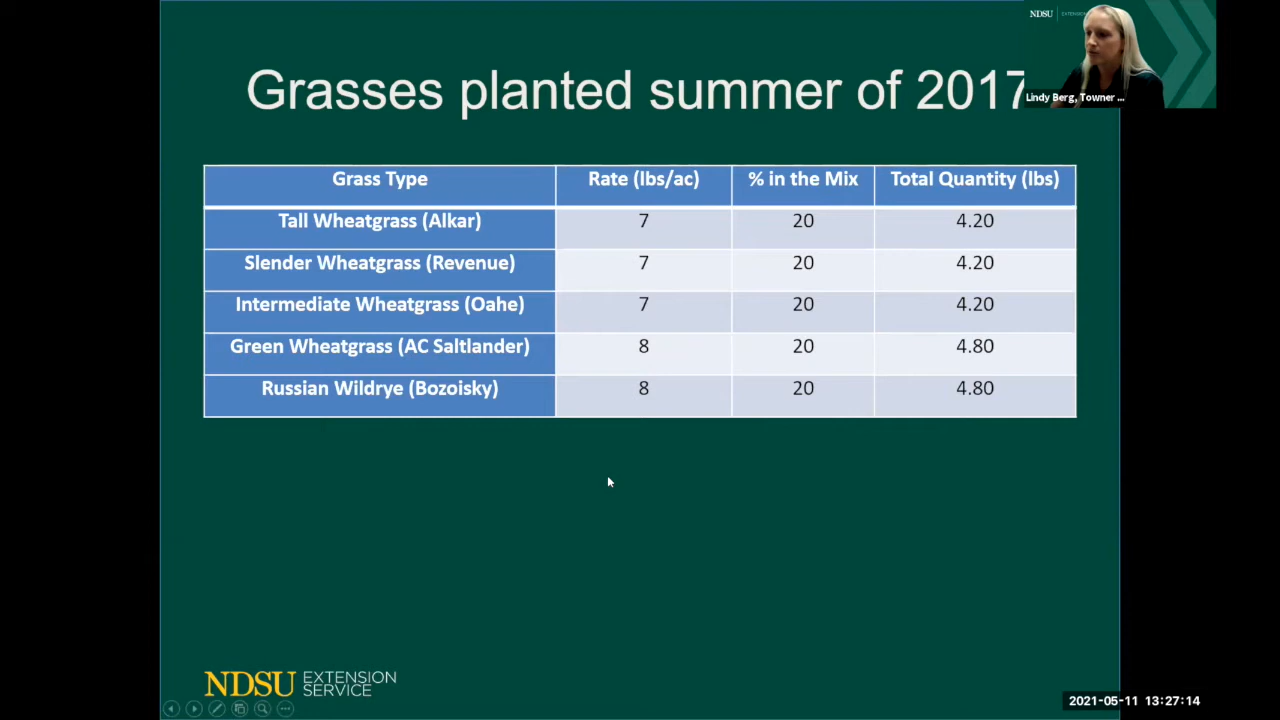 NDSU EXTENSION
Grasses planted summer of 2017
Lindy Berg, Towner ...
Grass Type Rate (lbs/ac) % in the Mix Total Quantity (lbs)
Tall Wheatgrass (Alkar) 7 20 4.20
Slender Wheatgrass (Revenue) 7 20 4.20
Intermediate Wheatgrass (Oahe) 7 20 4.20
Green Wheatgrass (AC Saltlander) 8 20 4.80
Russian Wildrye (Bozoisky) 8 20 4.80
NDSU EXTENSION
SERVICE
2021-05-11 13:27:14